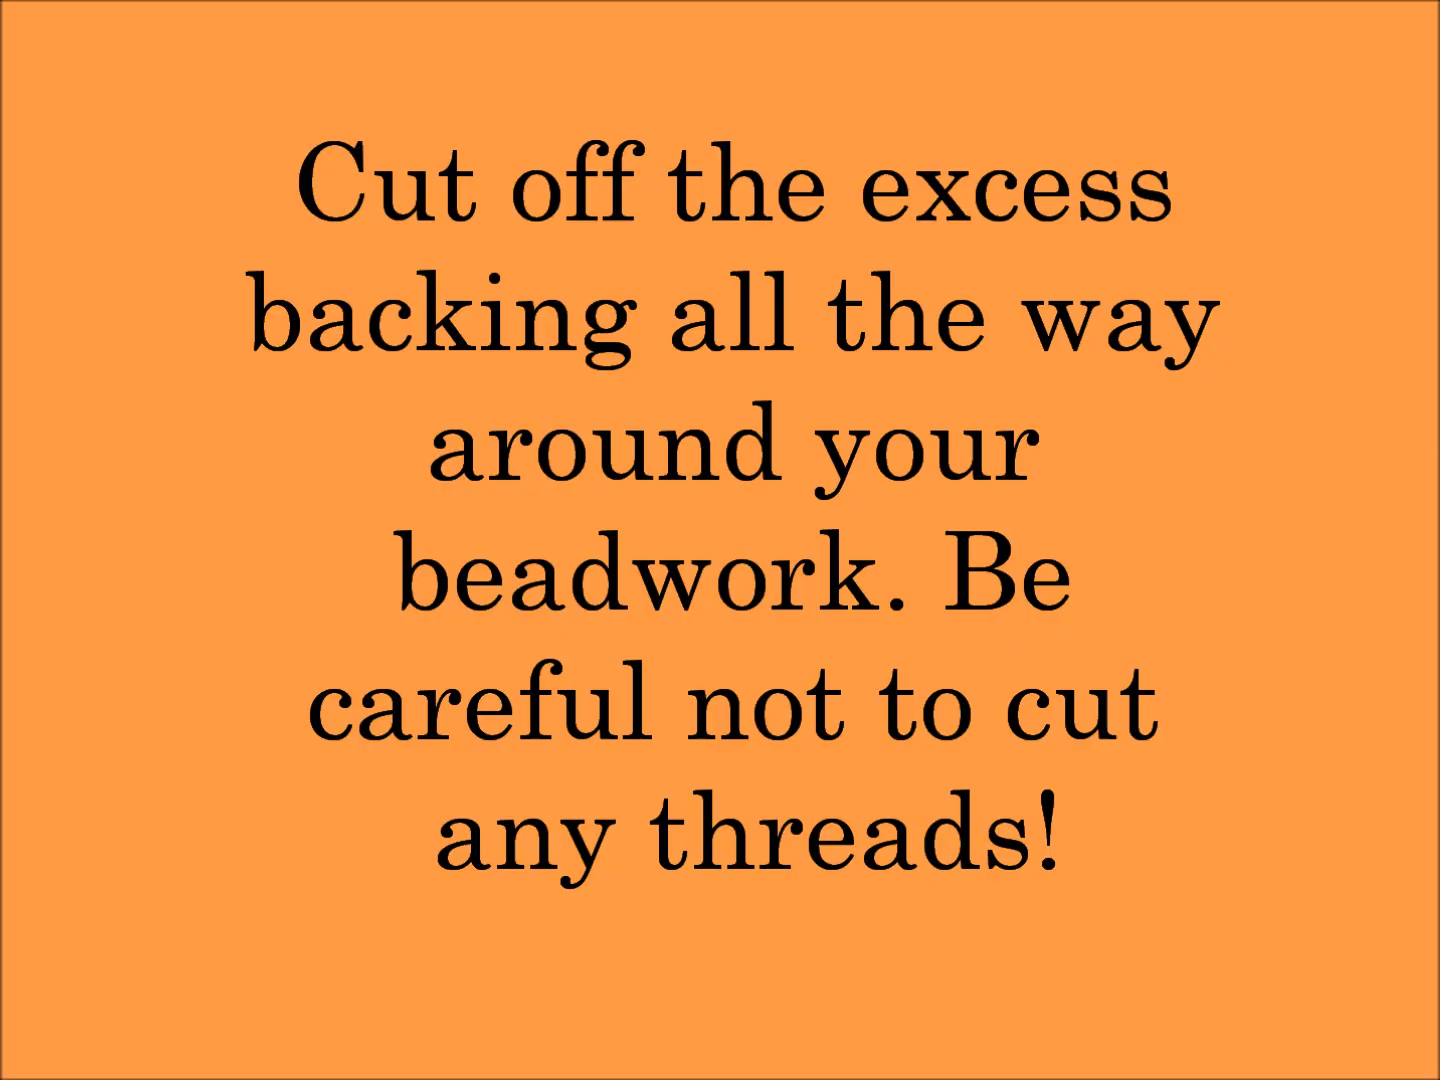 Cut off the excess
backing all the way
around your
beadwork. Be
careful not to cut
any threads!